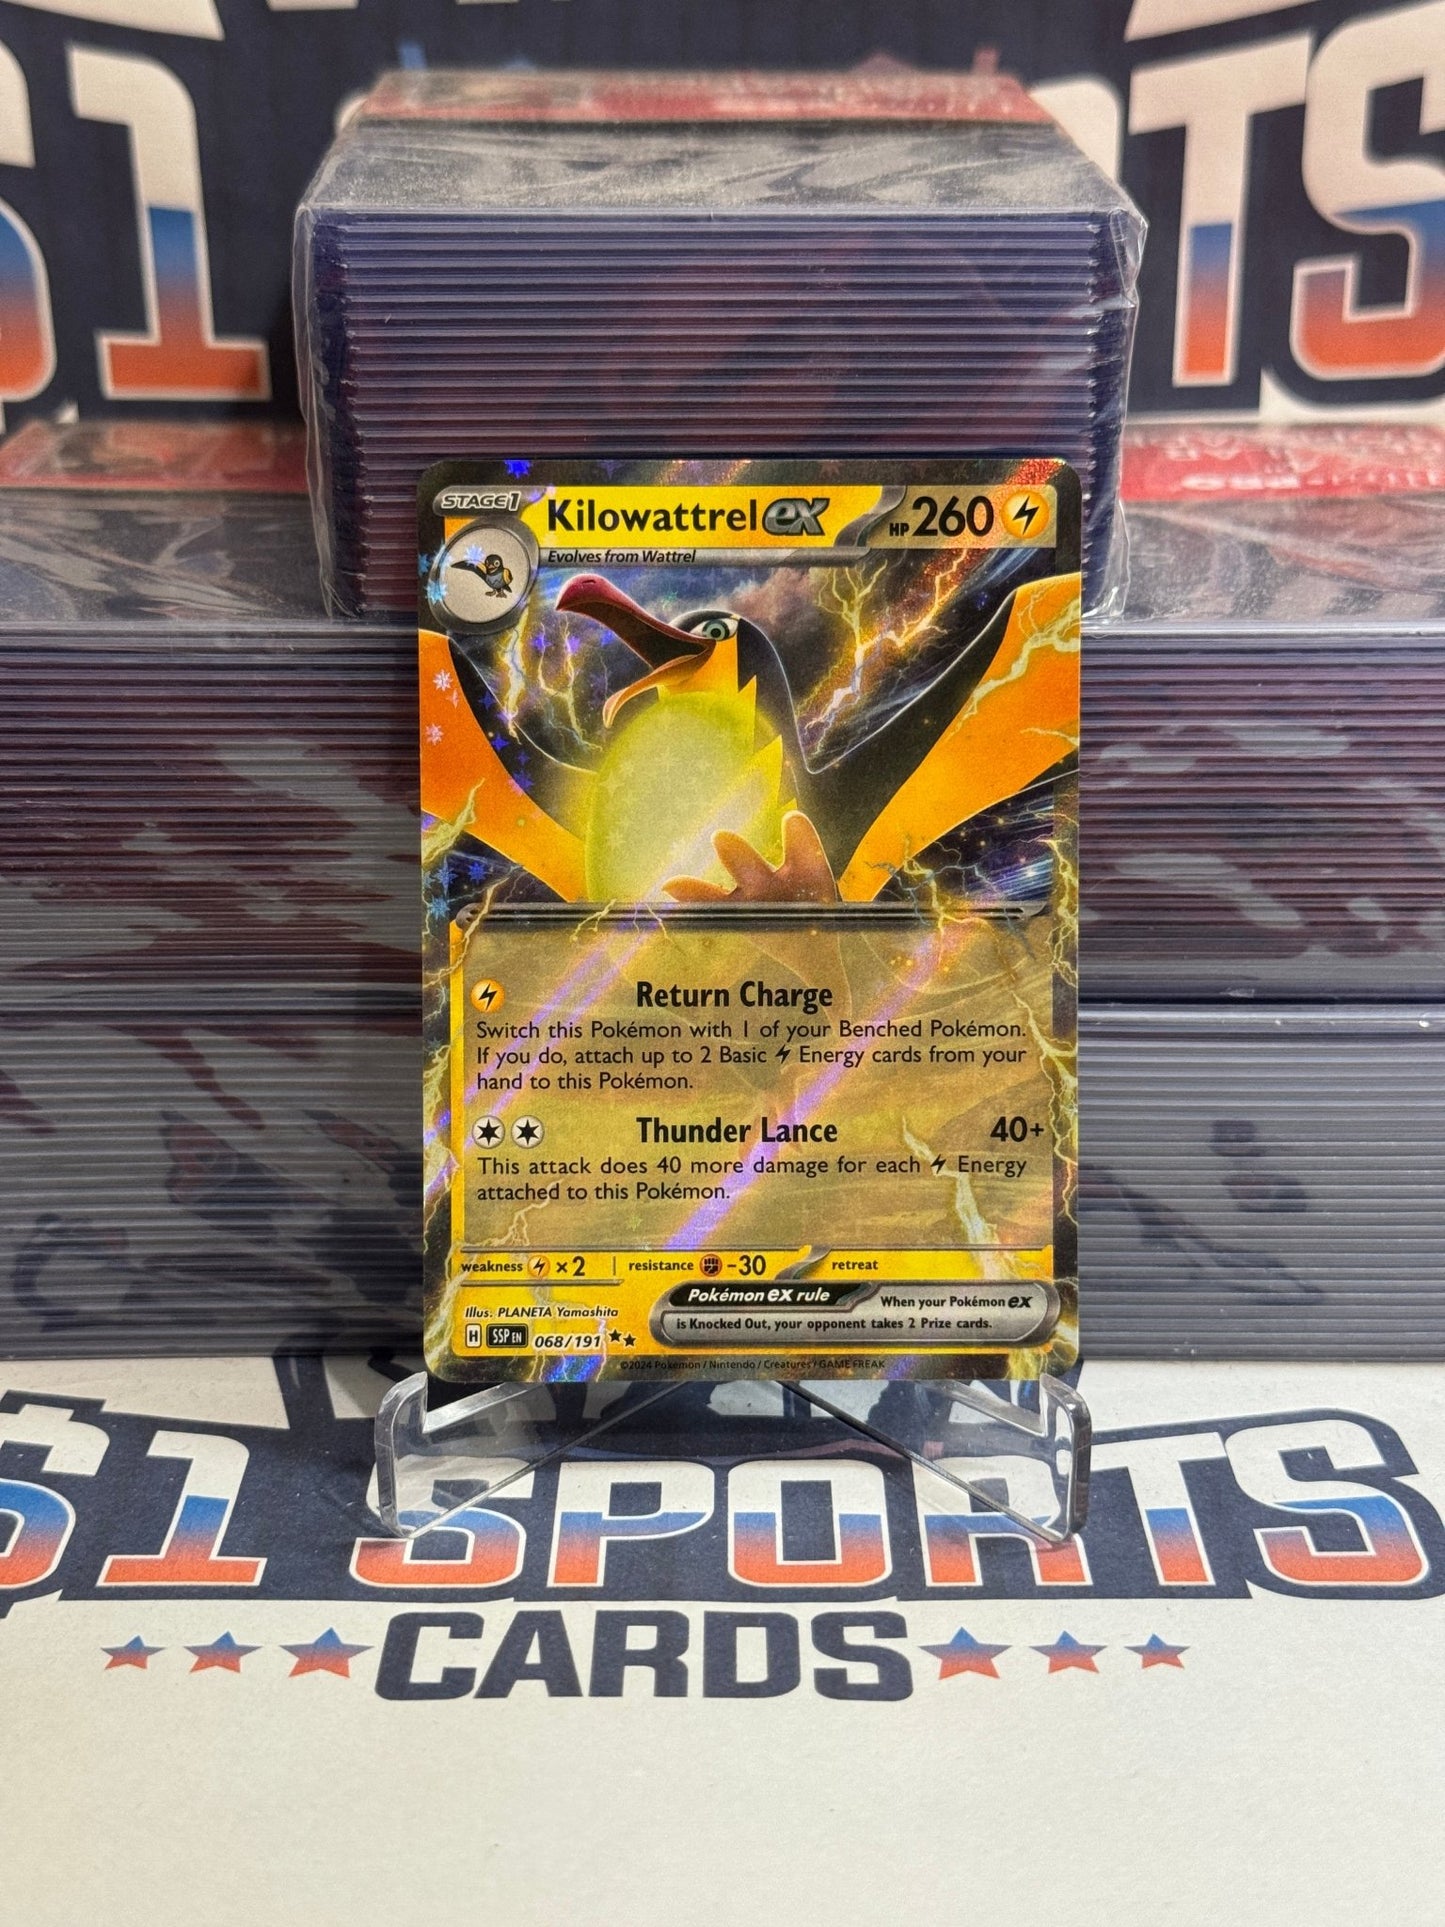 $1 SPORTS
STAGE 1
Kilowattrel ex
HP 260
Evolves from Wattrel
Return Charge
Switch this Pokémon with 1 of your Benched Pokémon.
If you do, attach up to 2 Basic Energy cards from your
hand to this Pokémon.
Thunder Lance 40+
This attack does 40 more damage for each Energy
attached to this Pokémon.
weakness ×2 resistance -30 retreat
Pokémon ex rule When your Pokémon ex
is Knocked Out, your opponent takes 2 Prize cards.
Illus. PLANETA Yamashita
H SSP EN 068/191 ★★
©2024 Pokémon / Nintendo / Creatures / GAME FREAK
$1 SPORTS
CARDS